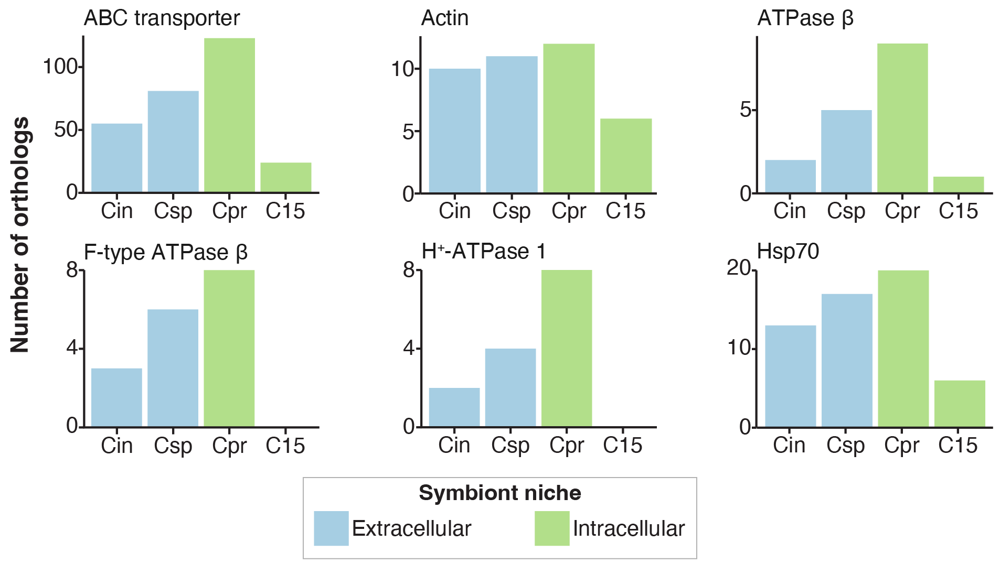 Number of orthologs
ABC transporter
100
50
0
Cin Csp Cpr C15
Actin
10
5
0
Cin Csp Cpr C15
ATPase β
5
0
Cin Csp Cpr C15
F-type ATPase β
8
4
0
Cin Csp Cpr C15
H⁺-ATPase 1
8
4
0
Cin Csp Cpr C15
Hsp70
20
10
0
Cin Csp Cpr C15
Symbiont niche
Extracellular Intracellular